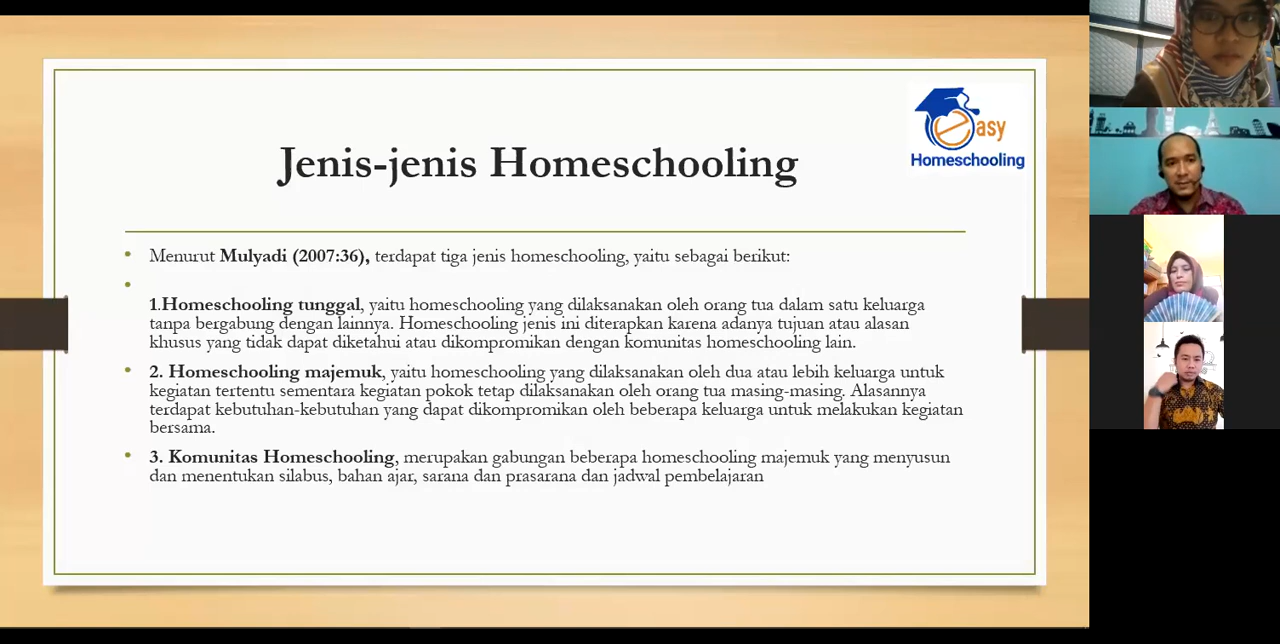 easy
Homeschooling
Jenis-jenis Homeschooling
• Menurut Mulyadi (2007:36), terdapat tiga jenis homeschooling, yaitu sebagai berikut:
•
1.Homeschooling tunggal, yaitu homeschooling yang dilaksanakan oleh orang tua dalam satu keluarga
tanpa bergabung dengan lainnya. Homeschooling jenis ini diterapkan karena adanya tujuan atau alasan
khusus yang tidak dapat diketahui atau dikompromikan dengan komunitas homeschooling lain.
• 2. Homeschooling majemuk, yaitu homeschooling yang dilaksanakan oleh dua atau lebih keluarga untuk
kegiatan tertentu sementara kegiatan pokok tetap dilaksanakan oleh orang tua masing-masing. Alasannya
terdapat kebutuhan-kebutuhan yang dapat dikompromikan oleh beberapa keluarga untuk melakukan kegiatan
bersama.
• 3. Komunitas Homeschooling, merupakan gabungan beberapa homeschooling majemuk yang menyusun
dan menentukan silabus, bahan ajar, sarana dan prasarana dan jadwal pembelajaran